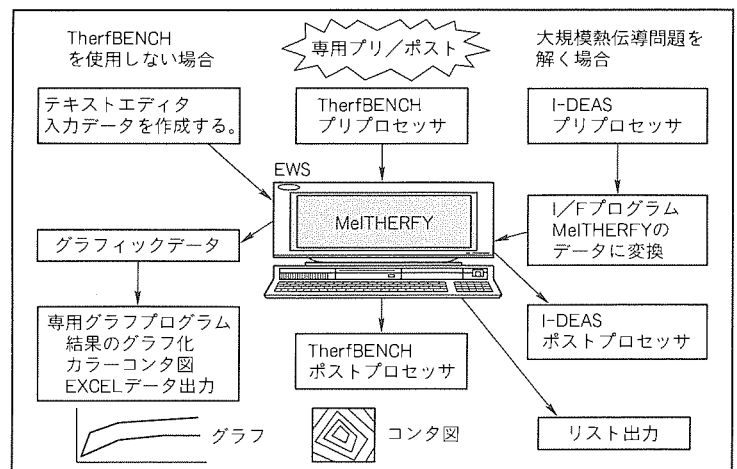 TherfBENCH
を使用しない場合
専用プリ／ポスト
大規模熱伝導問題を
解く場合
テキストエディタ
入力データを作成する。
TherfBENCH
プリプロセッサ
I-DEAS
プリプロセッサ
EWS
MelTHERFY
I／Fプログラム
MelTHERFYの
データに変換
グラフィックデータ
専用グラフプログラム
結果のグラフ化
カラーコンタ図
EXCELデータ出力
TherfBENCH
ポストプロセッサ
I-DEAS
ポストプロセッサ
グラフ
コンタ図
リスト出力